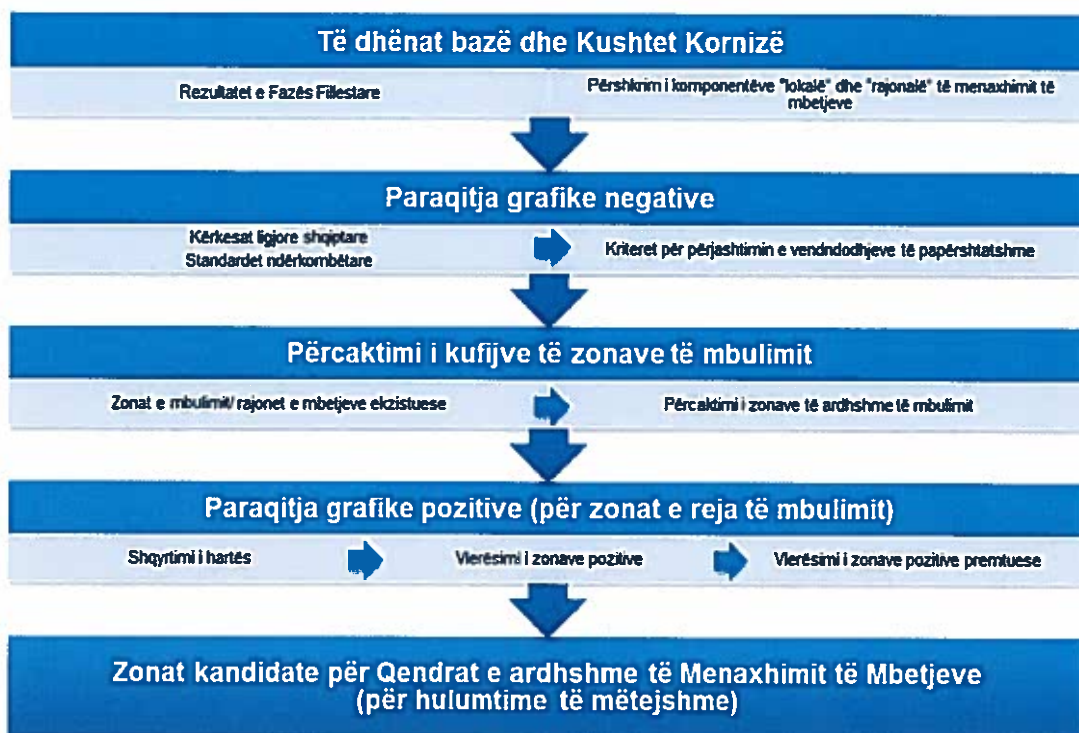 Të dhënat bazë dhe Kushtet Kornizë
Rezultatet e Fazës Fillestare
Përshkrim i komponentëve "lokalë" dhe "rajonalë" të menaxhimit të
mbetjeve
Paraqitja grafike negative
Kërkesat ligjore shqiptare
Standardet ndërkombëtare
Kriteret për përjashtimin e vendndodhjeve të papërshtatshme
Përcaktimi i kufijve të zonave të mbulimit
Zonat e mbulimit/ rajonet e mbetjeve ekzistuese
Përcaktimi i zonave të ardhshme të mbulimit
Paraqitja grafike pozitive (për zonat e reja të mbulimit)
Shqyrtimi i hartës
Vlerësimi i zonave pozitive
Vlerësimi i zonave pozitive premtuese
Zonat kandidate për Qendrat e ardhshme të Menaxhimit të Mbetjeve
(për hulumtime të mëtejshme)